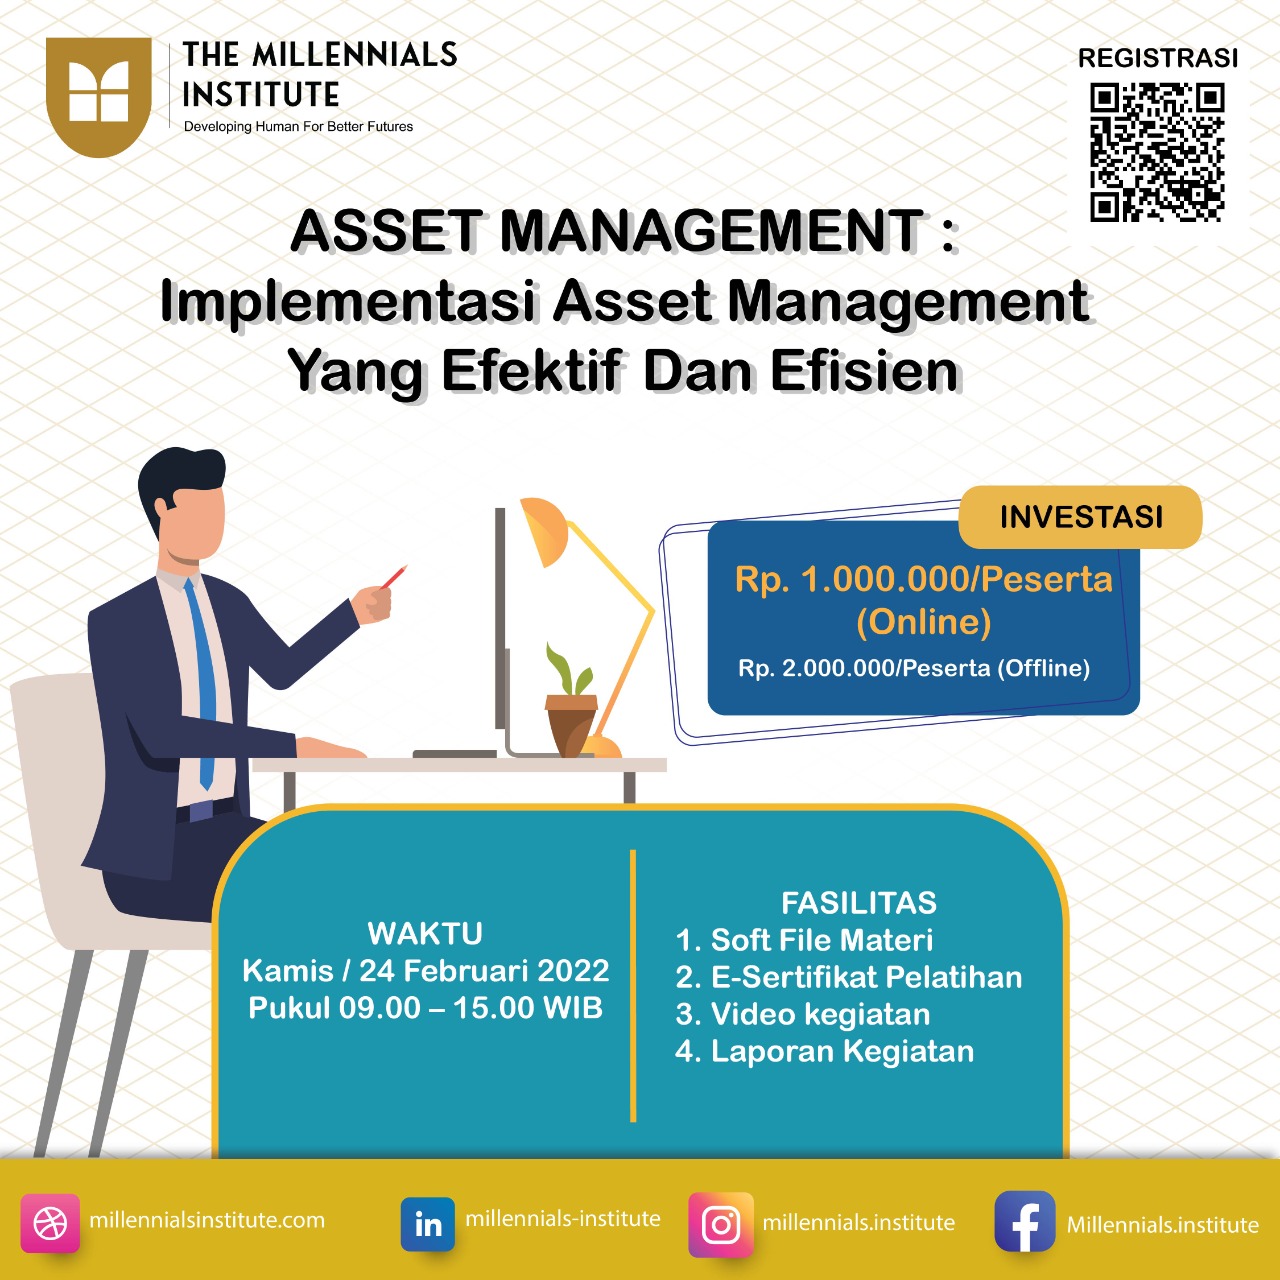 THE MILLENNIALS
INSTITUTE
Developing Human For Better Futures
REGISTRASI
ASSET MANAGEMENT :
Implementasi Asset Management
Yang Efektif Dan Efisien
INVESTASI
Rp. 1.000.000/Peserta
(Online)
Rp. 2.000.000/Peserta (Offline)
WAKTU
Kamis / 24 Februari 2022
Pukul 09.00 – 15.00 WIB
FASILITAS
1. Soft File Materi
2. E-Sertifikat Pelatihan
3. Video kegiatan
4. Laporan Kegiatan
millennialsinstitute.com
in
millennials-institute
millennials.institute
Millennials.institute